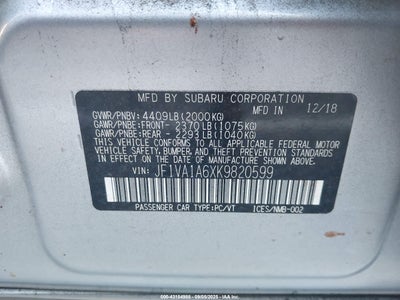 MFD BY SUBARU CORPORATION
GVWR/PNBV: 4409LB(2000KG) MFD IN 12/18
GAWR/PNBE:FRONT- 2370LB(1075KG)
GAWR/PNBE:REAR - 2293LB(1040KG)
THIS VEHICLE CONFORMS TO ALL APPLICABLE FEDERAL MOTOR
VEHICLE SAFETY, BUMPER, AND THEFT PREVENTION
STANDARDS IN EFFECT ON THE DATE OF MANUFACTURE
SHOWN ABOVE.
VIN: JF1VA1A6XK9820599
PASSENGER CAR TYPE:PC/VT ICES/NMB-002